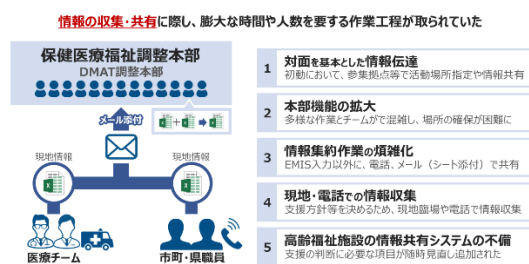 情報の収集・共有に際し、膨大な時間や人数を要する作業工程が取られていた
保健医療福祉調整本部
DMAT調整本部
メール添付
現地情報
現地情報
医療チーム
市町・県職員
1 対面を基本とした情報伝達
初動において、参集拠点等で活動場所指定や情報共有
2 本部機能の拡大
多様な作業とチームがで混雑し、場所の確保が困難に
3 情報集約作業の煩雑化
EMIS入力以外に、電話、メール（シート添付）で共有
4 現地・電話での情報収集
支援方針等を決めるため、現地臨場や電話で情報収集
5 高齢福祉施設の情報共有システムの不備
支援の判断に必要な項目が随時見直し追加された